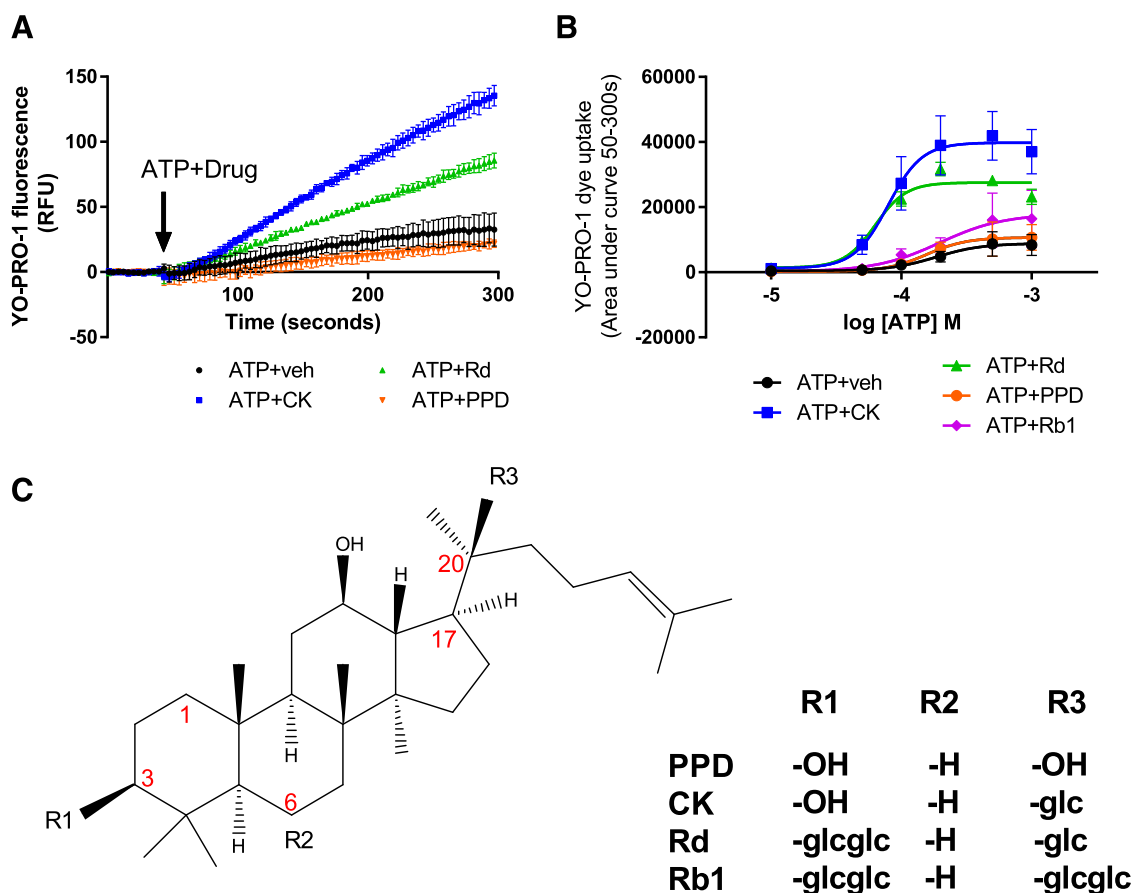 A
YO-PRO-1 fluorescence
(RFU)
150
100
50
0
-50
ATP+Drug
100
200
300
Time (seconds)
ATP+veh
ATP+Rd
ATP+CK
ATP+PPD
B
YO-PRO-1 dye uptake
(Area under curve 50-300s)
60000
40000
20000
0
-20000
-5
-4
-3
log [ATP] M
ATP+veh
ATP+CK
ATP+Rd
ATP+PPD
ATP+Rb1
C
R3
OH
20
H
H
17
1
H
3
6
R1
H
R2
R1 R2 R3
PPD -OH -H -OH
CK -OH -H -glc
Rd -glcglc -H -glc
Rb1 -glcglc -H -glcglc